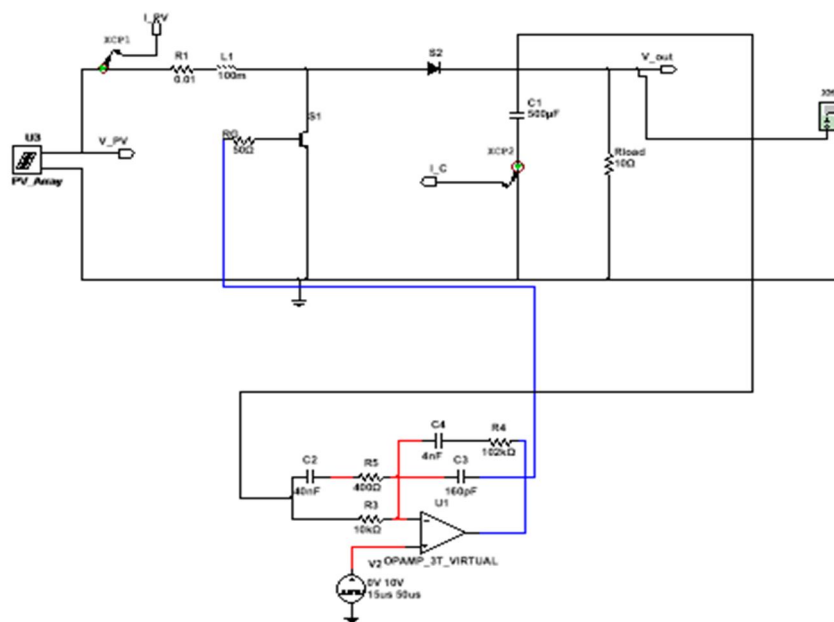 I_PV
XCP1
R1
0.01
L1
100m
S2
V_out
S1
C1
500µF
U3
V_PV
PV_Array
RG
50Ω
XCP2
I_C
Rload
10Ω
C4
4nF
R4
102kΩ
C2
40nF
R5
400Ω
C3
160pF
R3
10kΩ
U1
OPAMP_3T_VIRTUAL
V2
0V 10V
15us 50us